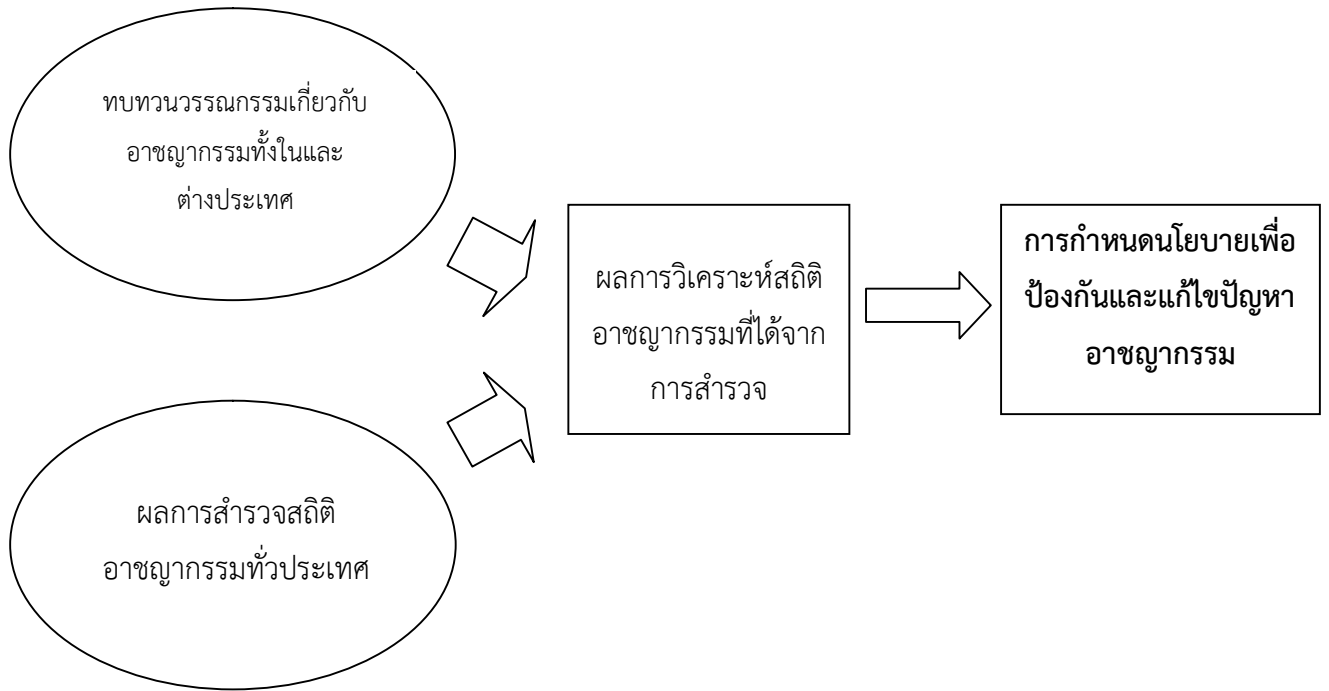 ทบทวนวรรณกรรมเกี่ยวกับ
อาชญากรรมทั้งในและ
ต่างประเทศ
ผลการสำรวจสถิติ
อาชญากรรมทั่วประเทศ
ผลการวิเคราะห์สถิติ
อาชญากรรมที่ได้จาก
การสำรวจ
การกำหนดนโยบายเพื่อ
ป้องกันและแก้ไขปัญหา
อาชญากรรม